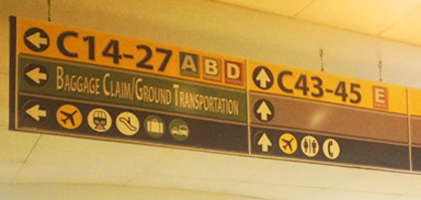 C14-27 A B D
Baggage Claim/Ground Transportation
C43-45 E